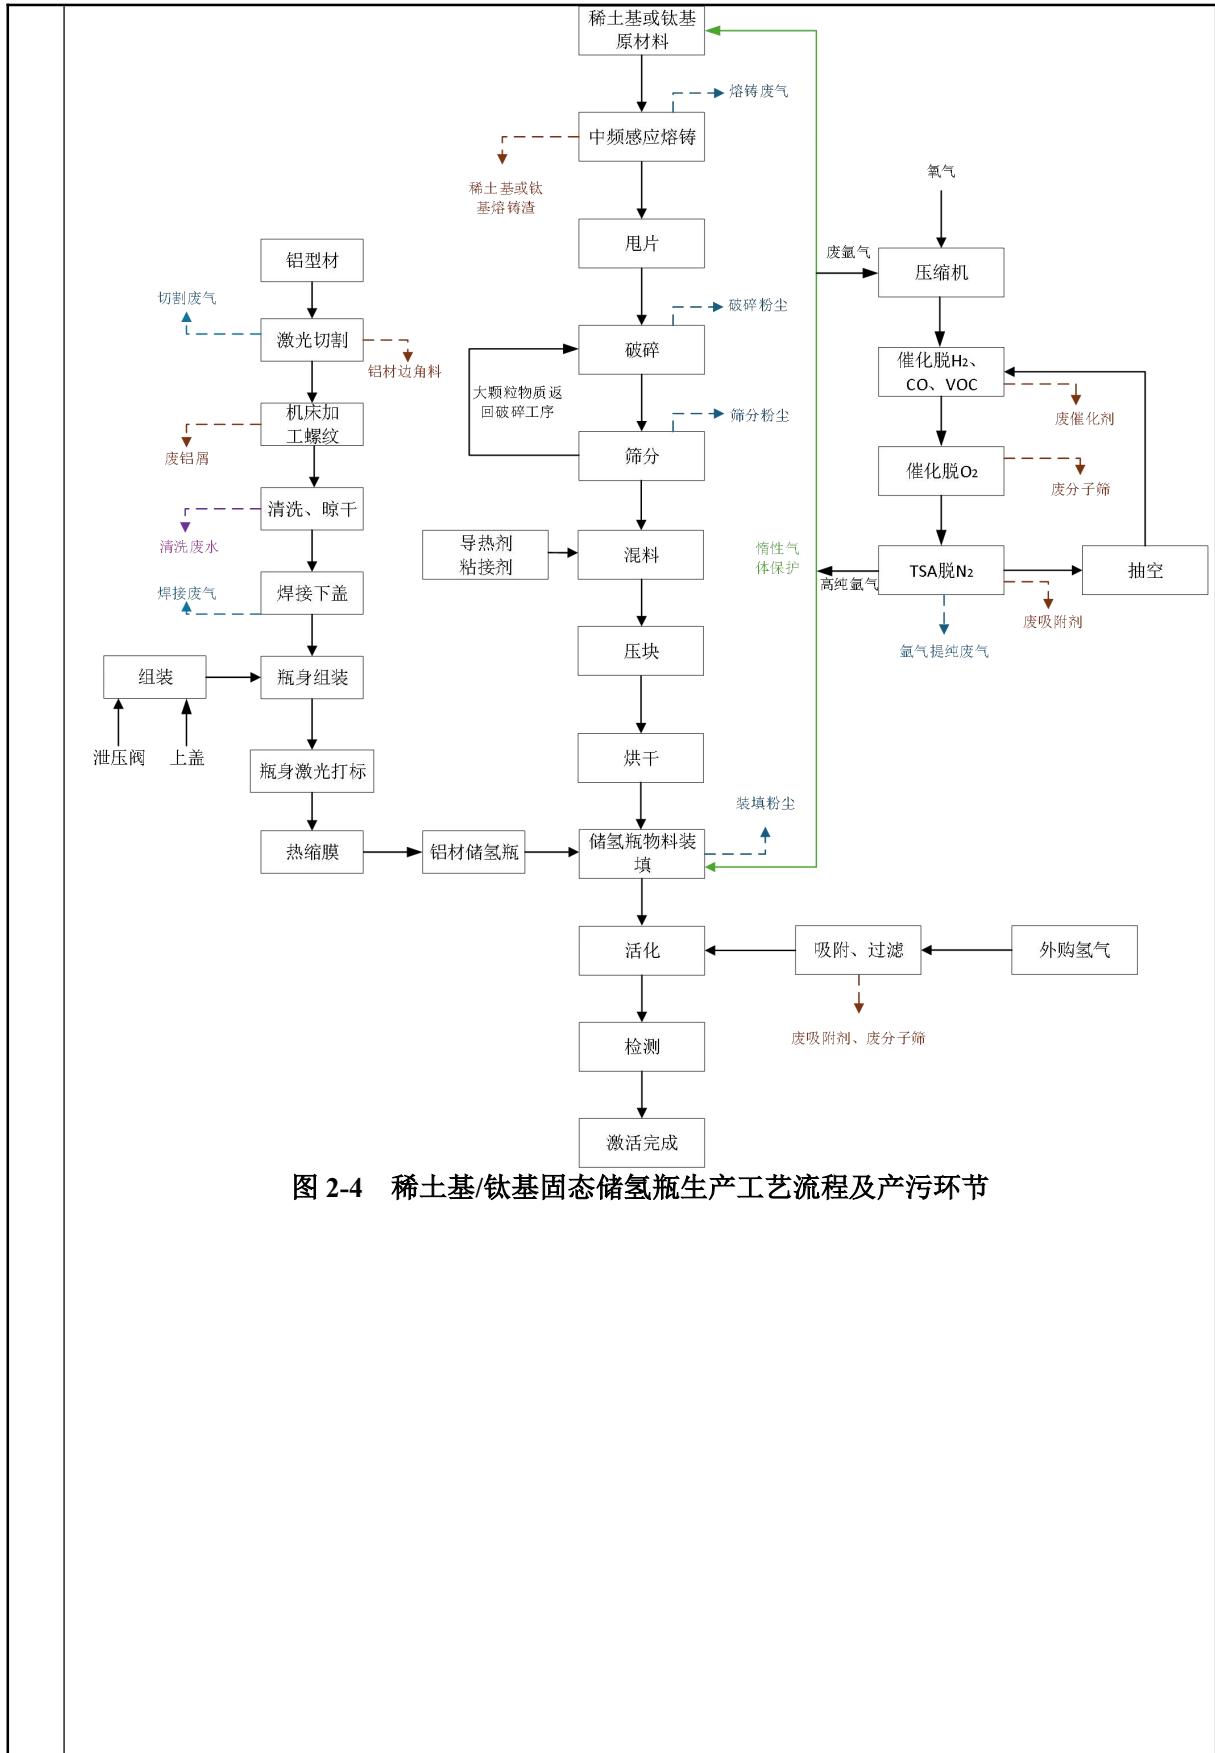 稀土基或钛基
原材料
熔铸废气
中频感应熔铸
稀土基或钛
基熔铸渣
氧气
甩片
铝型材
废氩气
压缩机
切割废气
破碎粉尘
激光切割
破碎
铝材边角料
催化脱H₂、
CO、VOC
大颗粒物质返
回破碎工序
机床加
工螺纹
筛分粉尘
废催化剂
废铝屑
筛分
催化脱O₂
废分子筛
清洗、晾干
导热剂
粘接剂
清洗废水
混料
惰性气
体保护
TSA脱N₂
抽空
高纯氩气
焊接废气
焊接下盖
废吸附剂
压块
氩气提纯废气
组装
瓶身组装
泄压阀
上盖
烘干
瓶身激光打标
装填粉尘
热缩膜
铝材储氢瓶
储氢瓶物料装
填
活化
吸附、过滤
外购氢气
检测
废吸附剂、废分子筛
激活完成
图 2-4 稀土基/钛基固态储氢瓶生产工艺流程及产污环节